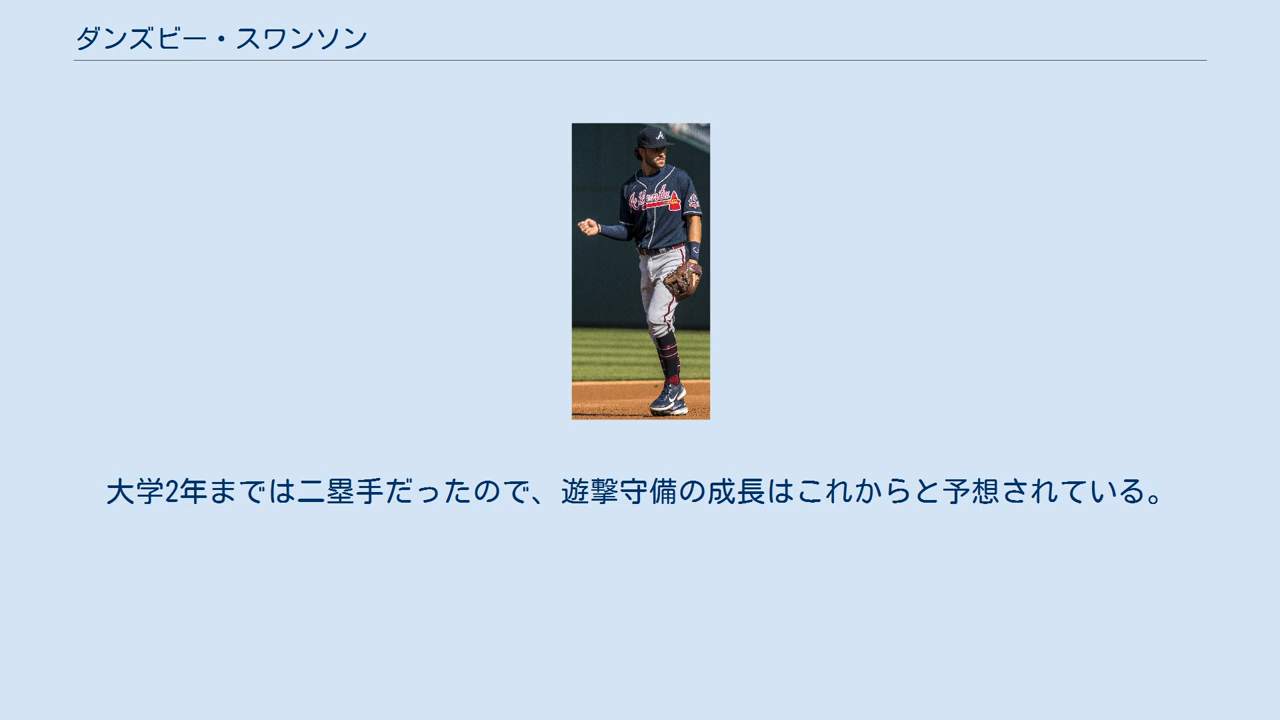 ダンズビー・スワンソン
大学2年までは二塁手だったので、遊撃守備の成長はこれからと予想されている。